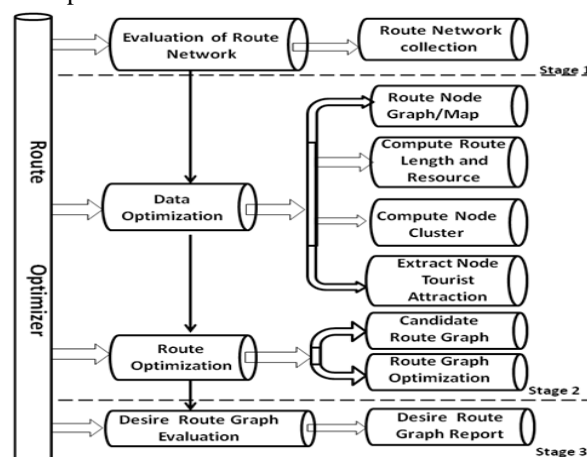 Route Optimizer
Evaluation of Route
Network
Route Network
collection
Stage 1
Route Node
Graph/Map
Compute Route
Length and
Resource
Data
Optimization
Compute Node
Cluster
Extract Node
Tourist
Attraction
Candidate
Route Graph
Route
Optimization
Route Graph
Optimization
Stage 2
Desire Route Graph
Evaluation
Desire Route
Graph Report
Stage 3